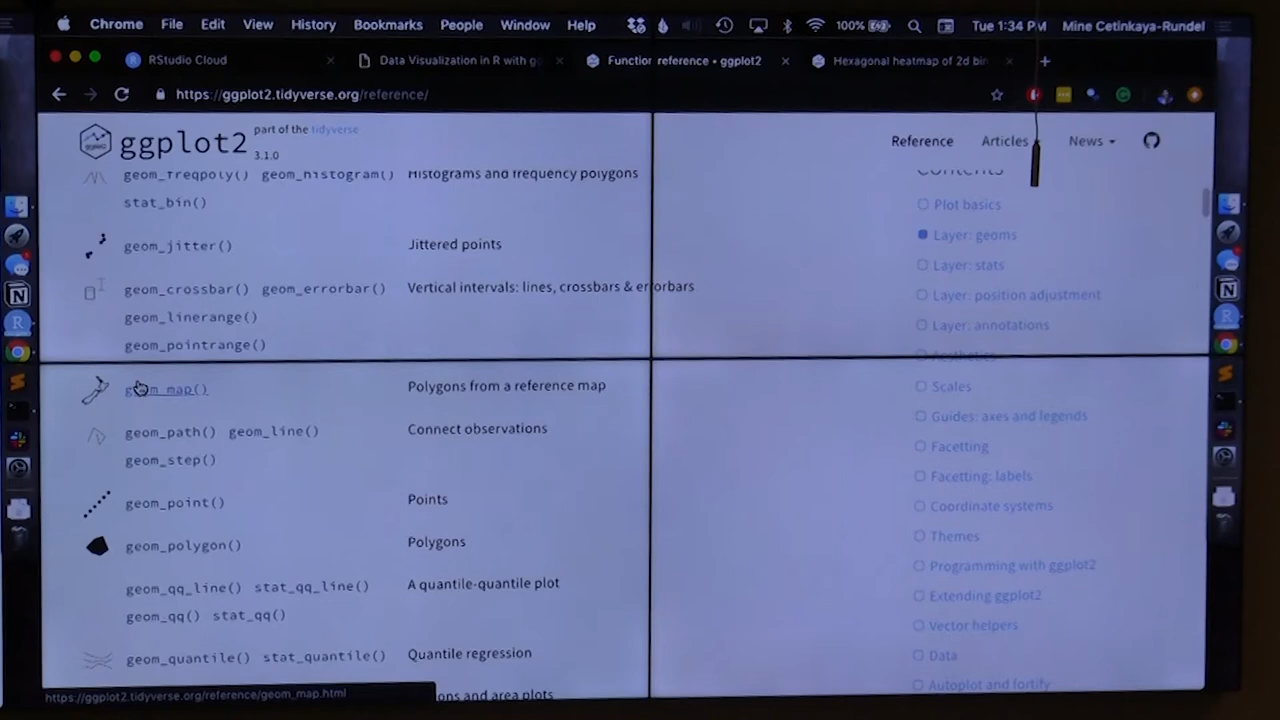 Chrome File Edit View History Bookmarks People Window Help 100% Tue 1:34 PM Mine Cetinkaya-Rundel
RStudio Cloud × Data Visualization in R with × Function reference • ggplot2 × Hexagonal heatmap of 2d bin × +
https://ggplot2.tidyverse.org/reference/
ggplot2 part of the tidyverse
3.1.0
Reference Articles News
geom_freqpoly() geom_histogram() Histograms and frequency polygons
stat_bin()
geom_jitter() Jittered points
geom_crossbar() geom_errorbar() Vertical intervals: lines, crossbars & errorbars
geom_linerange()
geom_pointrange()
geom_map() Polygons from a reference map
geom_path() geom_line() Connect observations
geom_step()
geom_point() Points
geom_polygon() Polygons
geom_qq_line() stat_qq_line() A quantile-quantile plot
geom_qq() stat_qq()
geom_quantile() stat_quantile() Quantile regression
ons and area plots
https://ggplot2.tidyverse.org/reference/geom_map.html
Contents
Plot basics
Layer: geoms
Layer: stats
Layer: position adjustment
Layer: annotations
Aesthetics
Scales
Guides: axes and legends
Facetting
Facetting: labels
Coordinate systems
Themes
Programming with ggplot2
Extending ggplot2
Vector helpers
Data
Autoplot and fortify